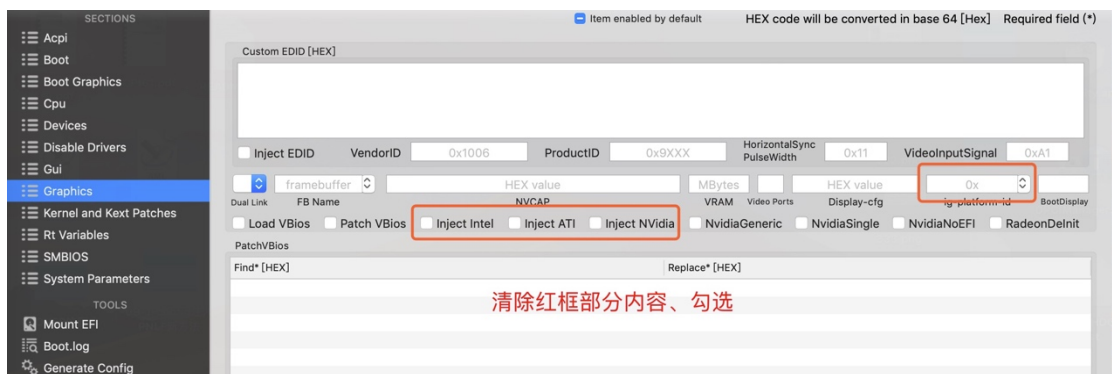 SECTIONS
Item enabled by default HEX code will be converted in base 64 [Hex] Required field (*)
Acpi
Boot
Boot Graphics
Cpu
Devices
Disable Drivers
Gui
Graphics
Kernel and Kext Patches
Rt Variables
SMBIOS
System Parameters
TOOLS
Mount EFI
Boot.log
Generate Config
Custom EDID [HEX]
Inject EDID VendorID 0x1006 ProductID 0x9XXX HorizontalSync PulseWidth 0x11 VideoInputSignal 0xA1
framebuffer HEX value MBytes HEX value 0x
Dual Link FB Name NVCAP VRAM Video Ports Display-cfg ig-platform-id BootDisplay
Load VBios Patch VBios Inject Intel Inject ATI Inject NVidia NvidiaGeneric NvidiaSingle NvidiaNoEFI RadeonDeInit
PatchVBios
Find* [HEX] Replace* [HEX]
清除红框部分内容、勾选